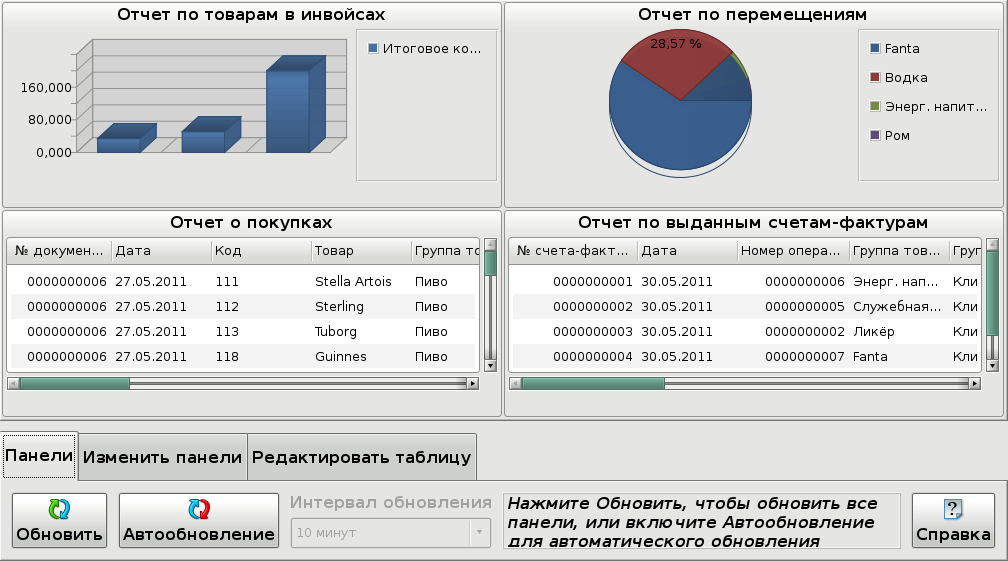 Отчет по товарам в инвойсах
Итоговое ко...
160,000
80,000
0,000
Отчет по перемещениям
28,57 %
Fanta
Водка
Энерг. напит...
Ром
Отчет о покупках
№ докумен... Дата Код Товар Группа то
0000000006 27.05.2011 111 Stella Artois Пиво
0000000006 27.05.2011 112 Sterling Пиво
0000000006 27.05.2011 113 Tuborg Пиво
0000000006 27.05.2011 118 Guinnes Пиво
Отчет по выданным счетам-фактурам
№ счета-факт... Дата Номер опера... Группа тов... Груг
0000000001 30.05.2011 0000000006 Энерг. нап... Кли
0000000002 30.05.2011 0000000005 Служебная... Кли
0000000003 30.05.2011 0000000002 Ликёр Кли
0000000004 30.05.2011 0000000007 Fanta Кли
Панели Изменить панели Редактировать таблицу
Обновить
Автообновление
Интервал обновления
10 минут
Нажмите Обновить, чтобы обновить все
панели, или включите Автообновление
для автоматического обновления
Справка